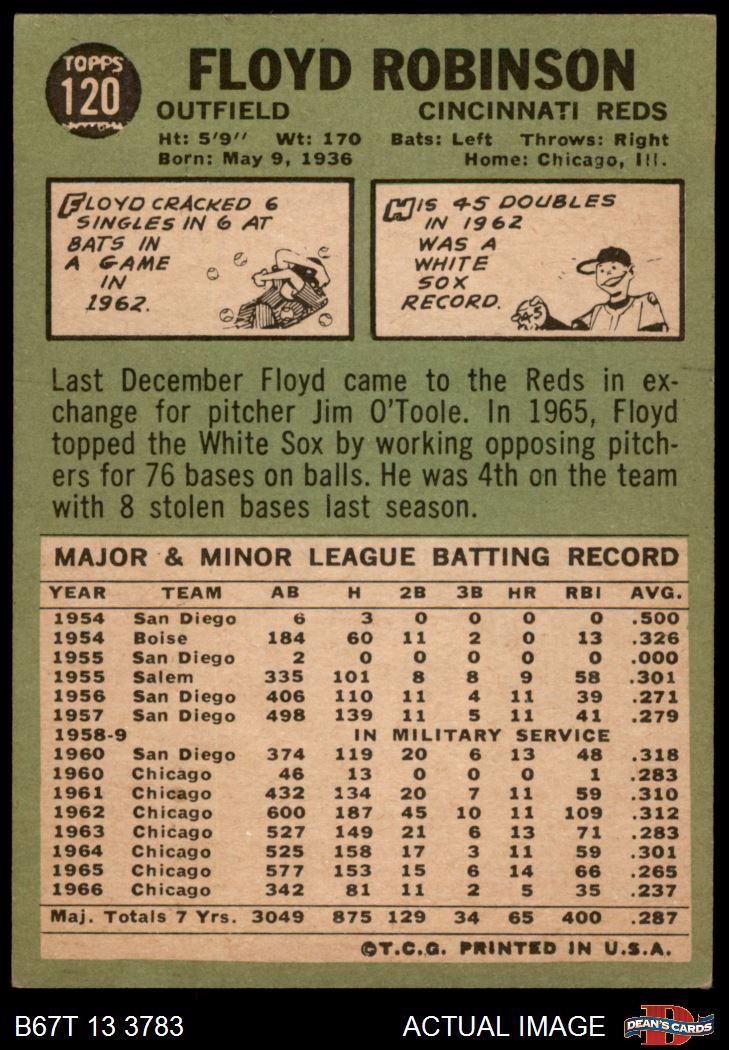 TOPPS
120
FLOYD ROBINSON
OUTFIELD CINCINNATI REDS
Ht: 5'9" Wt: 170 Bats: Left Throws: Right
Born: May 9, 1936 Home: Chicago, Ill.
FLOYD CRACKED 6
SINGLES IN 6 AT
BATS IN
A GAME
IN
1962.
HIS 45 DOUBLES
IN 1962
WAS A
WHITE
SOX
RECORD.
45
Last December Floyd came to the Reds in ex-
change for pitcher Jim O'Toole. In 1965, Floyd
topped the White Sox by working opposing pitch-
ers for 76 bases on balls. He was 4th on the team
with 8 stolen bases last season.
MAJOR & MINOR LEAGUE BATTING RECORD
YEAR TEAM AB H 2B 3B HR RBI AVG.
1954 San Diego 6 3 0 0 0 0 .500
1954 Boise 184 60 11 2 0 13 .326
1955 San Diego 2 0 0 0 0 0 .000
1955 Salem 335 101 8 8 9 58 .301
1956 San Diego 406 110 11 4 11 39 .271
1957 San Diego 498 139 11 5 11 41 .279
1958-9 IN MILITARY SERVICE
1960 San Diego 374 119 20 6 13 48 .318
1960 Chicago 46 13 0 0 0 1 .283
1961 Chicago 432 134 20 7 11 59 .310
1962 Chicago 600 187 45 10 11 109 .312
1963 Chicago 527 149 21 6 13 71 .283
1964 Chicago 525 158 17 3 11 59 .301
1965 Chicago 577 153 15 6 14 66 .265
1966 Chicago 342 81 11 2 5 35 .237
Maj. Totals 7 Yrs. 3049 875 129 34 65 400 .287
©T.C.G. PRINTED IN U.S.A.
B67T 13 3783 ACTUAL IMAGE
D
DEAN'S CARDS